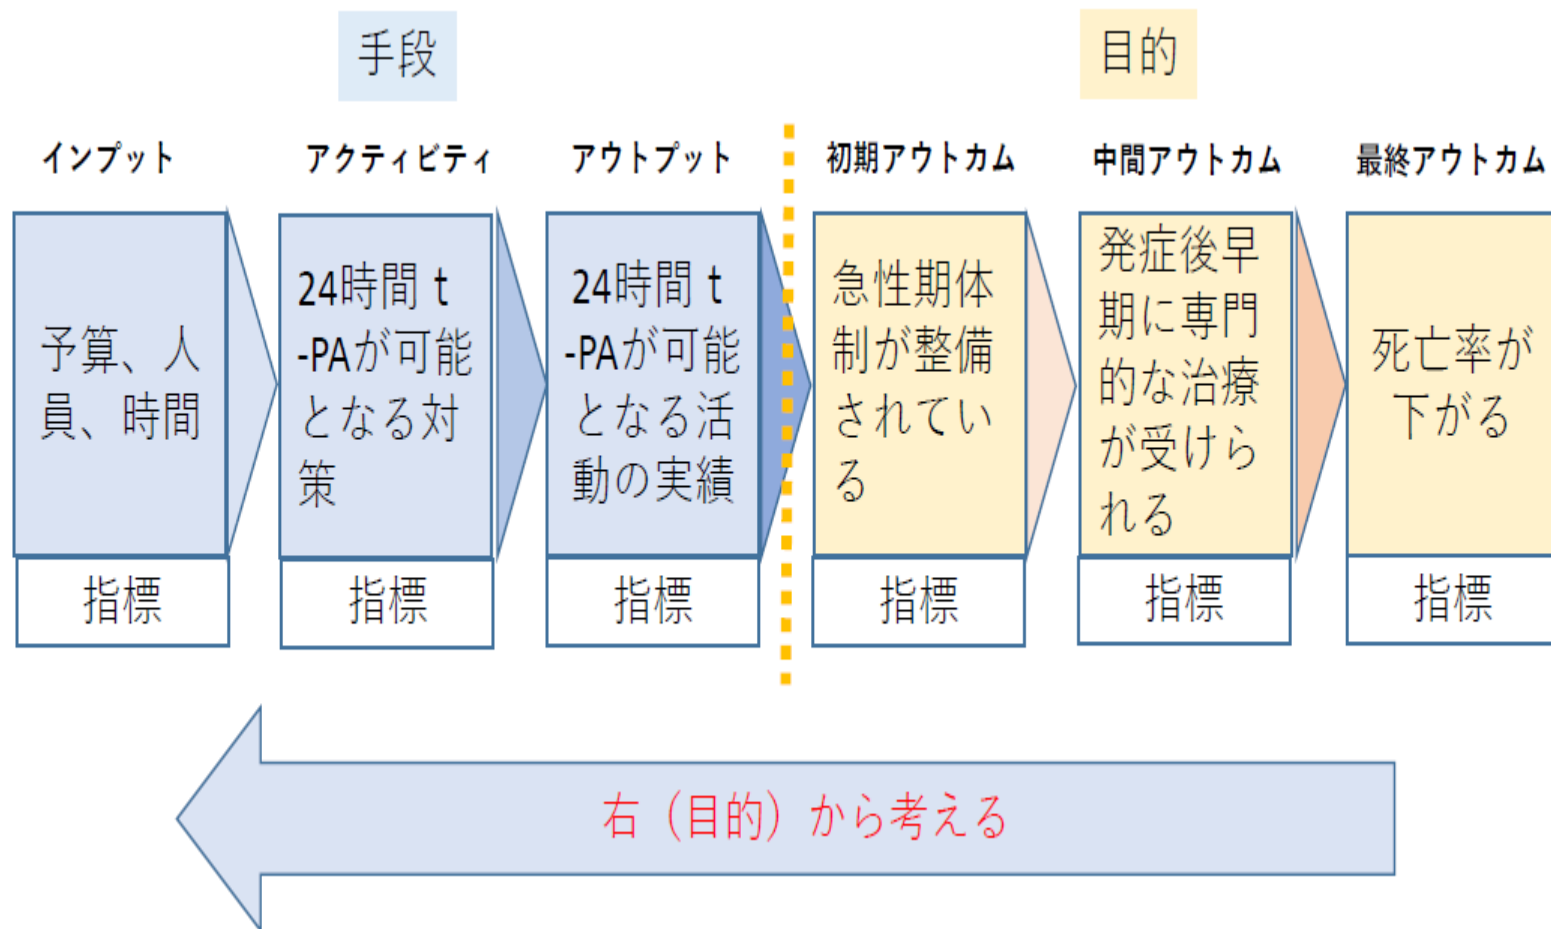 手段
目的
インプット
アクティビティ
アウトプット
初期アウトカム
中間アウトカム
最終アウトカム
予算、人
員、時間
24時間ｔ
-PAが可能
となる対
策
24時間ｔ
-PAが可能
となる活
動の実績
急性期体
制が整備
されてい
る
発症後早
期に専門
的な治療
が受けら
れる
死亡率が
下がる
指標
指標
指標
指標
指標
指標
右（目的）から考える